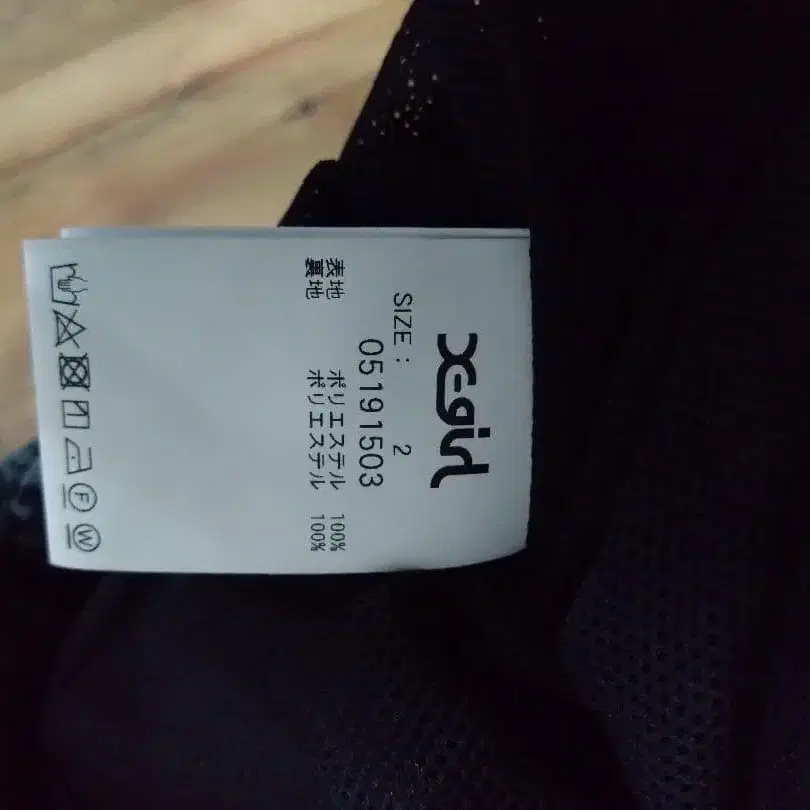 X-girl
SIZE : 2
05191503
表地 ポリエステル 100%
裏地 ポリエステル 100%
F
W